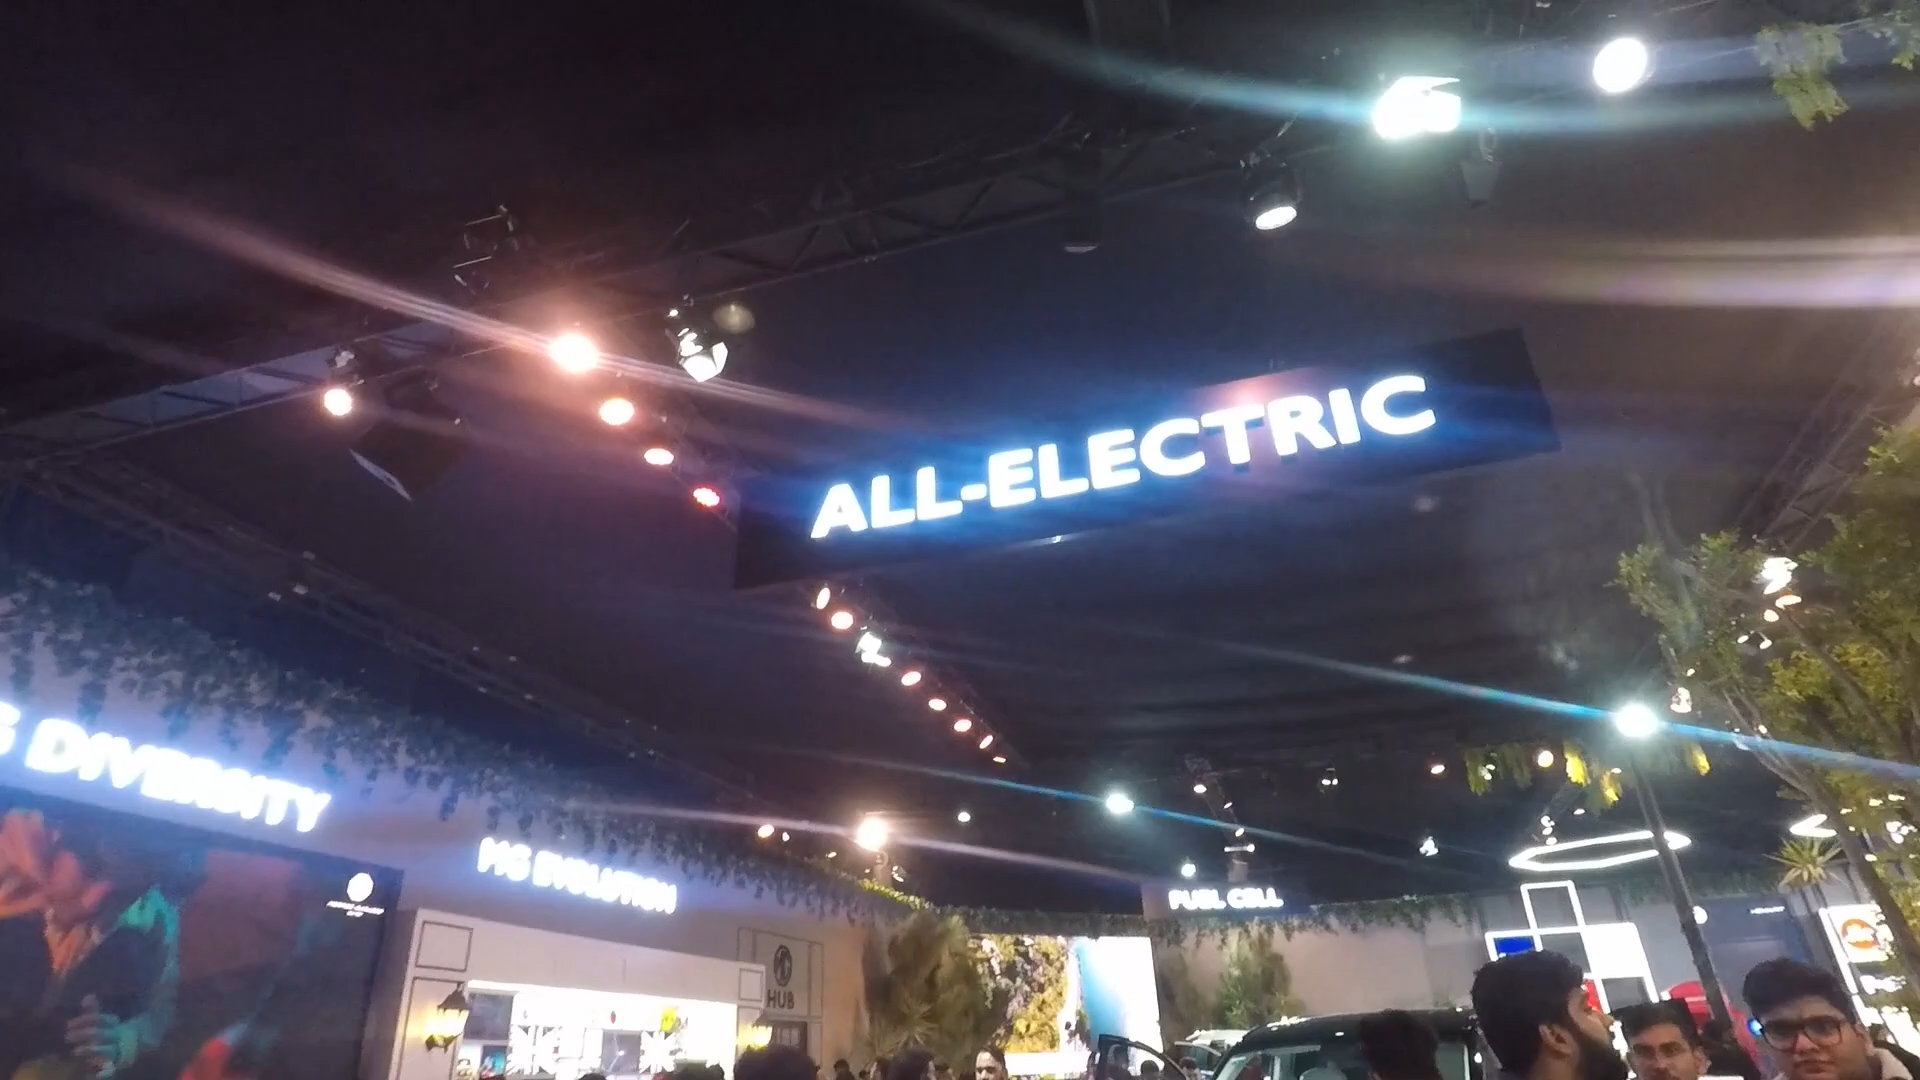 ALL-ELECTRIC
DIVERSITY
MG EVOLUTION
FUEL CELL
HUB